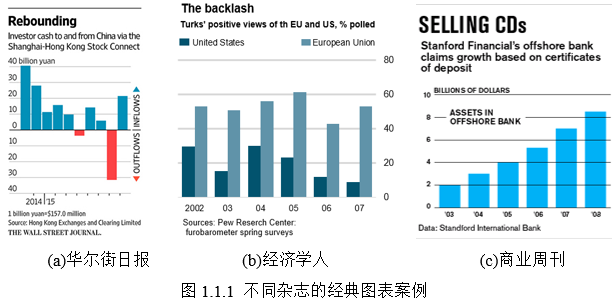 Rebounding
Investor cash to and from China via the
Shanghai-Hong Kong Stock Connect
40 billion yuan
30
20
10
0
10
20
30
40
OUTFLOWS | INFLOWS
2014 '15
1 billion yuan=$157.0 million
Source: Hong Kong Exchanges and Clearing Limited
THE WALL STREET JOURNAL.
(a)华尔街日报
The backlash
Turks' positive views of th EU and US, % polled
United States
European Union
80
60
40
20
0
2002 03 04 05 06 07
Sources: Pew Reserch Center:
furobarometer spring surveys
(b)经济学人
SELLING CDs
Stanford Financial's offshore bank
claims growth based on certificates
of deposit
BILLIONS OF DOLLARS
10
8
6
4
2
0
ASSETS IN
OFFSHORE BANK
'03 '04 '05 '06 '07 '08
Data: Standford International Bank
(c)商业周刊
图 1.1.1 不同杂志的经典图表案例